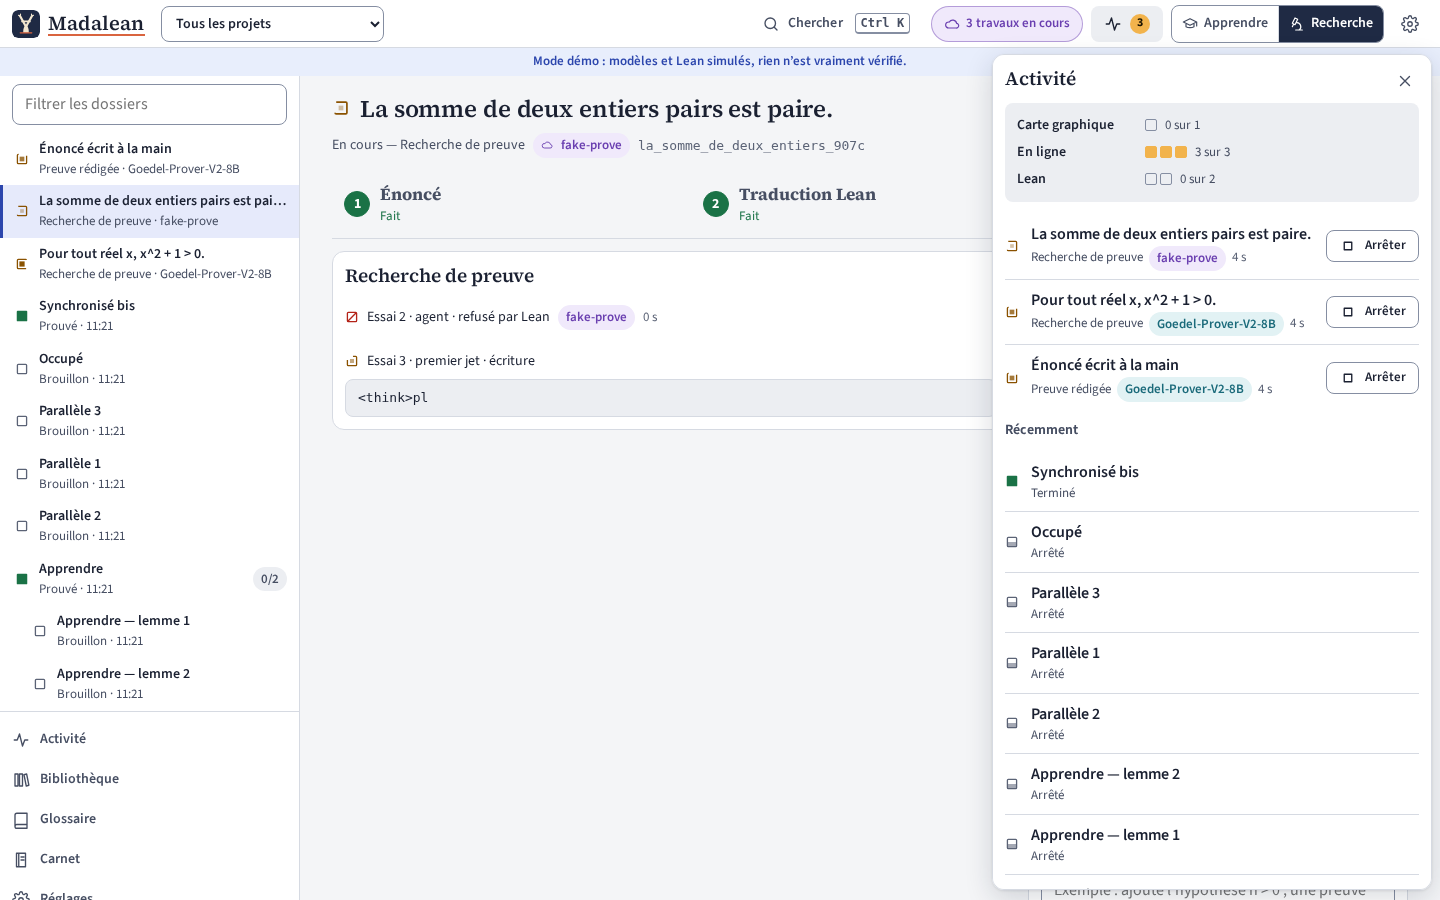 Madalean
Tous les projets
Chercher
Ctrl K
3 travaux en cours
3
Apprendre
Recherche
Mode démo : modèles et Lean simulés, rien n’est vraiment vérifié.
Filtrer les dossiers
Énoncé écrit à la main
Preuve rédigée · Goedel-Prover-V2-8B
La somme de deux entiers pairs est pai…
Recherche de preuve · fake-prove
Pour tout réel x, x^2 + 1 > 0.
Recherche de preuve · Goedel-Prover-V2-8B
Synchronisé bis
Prouvé · 11:21
Occupé
Brouillon · 11:21
Parallèle 3
Brouillon · 11:21
Parallèle 1
Brouillon · 11:21
Parallèle 2
Brouillon · 11:21
Apprendre
Prouvé · 11:21
0/2
Apprendre — lemme 1
Brouillon · 11:21
Apprendre — lemme 2
Brouillon · 11:21
Activité
Bibliothèque
Glossaire
Carnet
Réglages
La somme de deux entiers pairs est paire.
En cours — Recherche de preuve fake-prove la_somme_de_deux_entiers_907c
1 Énoncé
Fait
2 Traduction Lean
Fait
Recherche de preuve
Essai 2 · agent · refusé par Lean fake-prove 0 s
Essai 3 · premier jet · écriture
<think>pl
Activité
Carte graphique 0 sur 1
En ligne 3 sur 3
Lean 0 sur 2
La somme de deux entiers pairs est paire.
Recherche de preuve fake-prove 4 s
Arrêter
Pour tout réel x, x^2 + 1 > 0.
Recherche de preuve Goedel-Prover-V2-8B 4 s
Arrêter
Énoncé écrit à la main
Preuve rédigée Goedel-Prover-V2-8B 4 s
Arrêter
Récemment
Synchronisé bis
Terminé
Occupé
Arrêté
Parallèle 3
Arrêté
Parallèle 1
Arrêté
Parallèle 2
Arrêté
Apprendre — lemme 2
Arrêté
Apprendre — lemme 1
Arrêté
Exemple : ajoute l’hypothèse n > 0 , une preuve